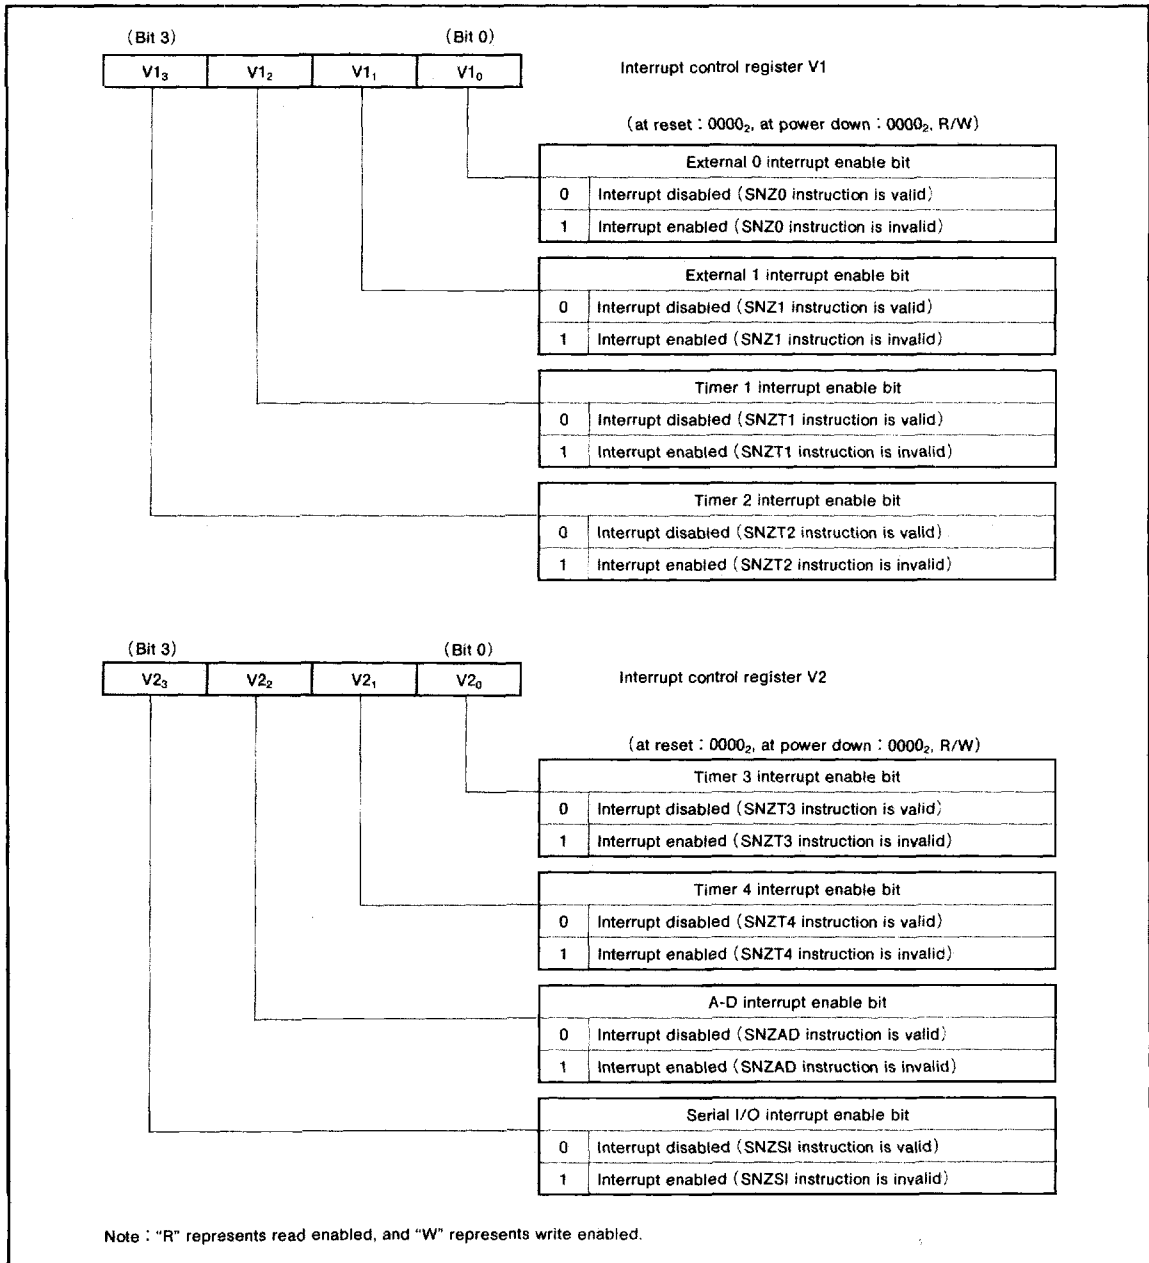 (Bit 3) (Bit 0)
V1₃ V1₂ V1₁ V1₀ Interrupt control register V1
(at reset : 0000₂, at power down : 0000₂, R/W)
External 0 interrupt enable bit
0 Interrupt disabled (SNZ0 instruction is valid)
1 Interrupt enabled (SNZ0 instruction is invalid)
External 1 interrupt enable bit
0 Interrupt disabled (SNZ1 instruction is valid)
1 Interrupt enabled (SNZ1 instruction is invalid)
Timer 1 interrupt enable bit
0 Interrupt disabled (SNZT1 instruction is valid)
1 Interrupt enabled (SNZT1 instruction is invalid)
Timer 2 interrupt enable bit
0 Interrupt disabled (SNZT2 instruction is valid)
1 Interrupt enabled (SNZT2 instruction is invalid)
(Bit 3) (Bit 0)
V2₃ V2₂ V2₁ V2₀ Interrupt control register V2
(at reset : 0000₂, at power down : 0000₂, R/W)
Timer 3 interrupt enable bit
0 Interrupt disabled (SNZT3 instruction is valid)
1 Interrupt enabled (SNZT3 instruction is invalid)
Timer 4 interrupt enable bit
0 Interrupt disabled (SNZT4 instruction is valid)
1 Interrupt enabled (SNZT4 instruction is invalid)
A-D interrupt enable bit
0 Interrupt disabled (SNZAD instruction is valid)
1 Interrupt enabled (SNZAD instruction is invalid)
Serial I/O interrupt enable bit
0 Interrupt disabled (SNZSI instruction is valid)
1 Interrupt enabled (SNZSI instruction is invalid)
Note : "R" represents read enabled, and "W" represents write enabled.